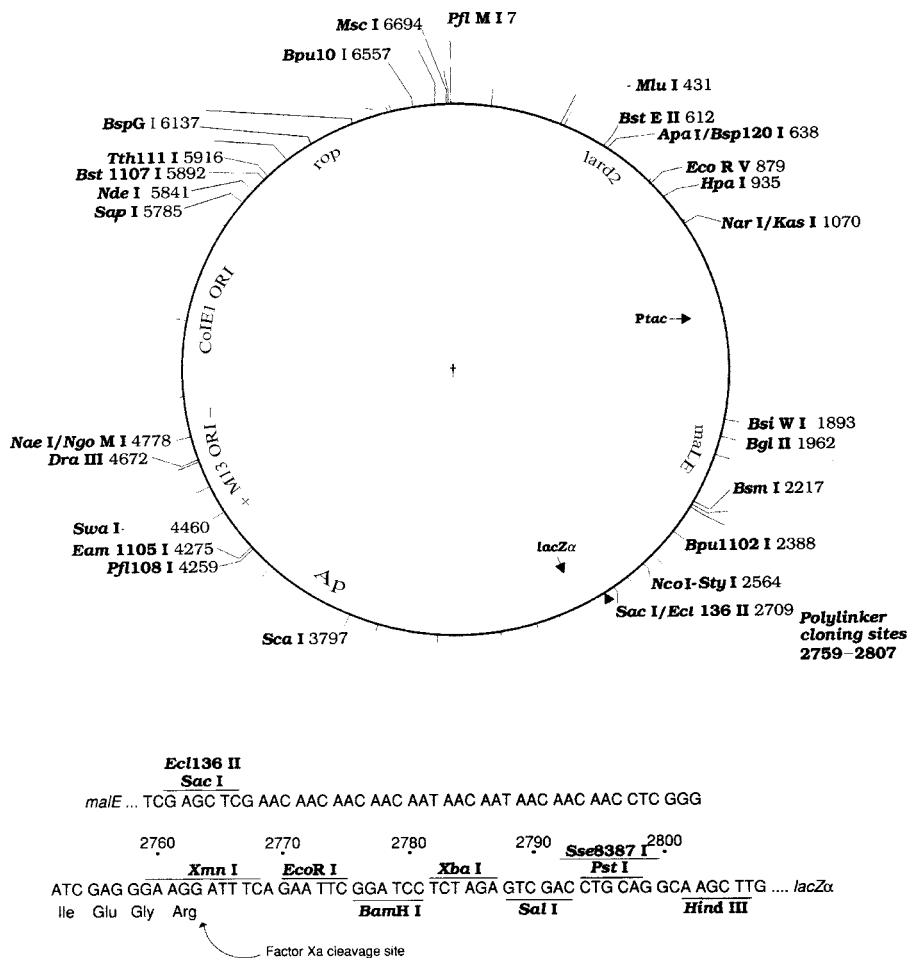 Msc I 6694
Pfl M I 7
Bpu10 I 6557
- Mlu I 431
BspG I 6137
Bst E II 612
Apa I/Bsp120 I 638
rop
lard2
Tth111 I 5916
Bst 1107 I 5892
Nde I 5841
Sap I 5785
Eco R V 879
Hpa I 935
Nar I/Kas I 1070
ColE1 ORI
Ptac
Nae I/Ngo M I 4778
Dra III 4672
+ M13 ORI -
malE
Bsi W I 1893
Bgl II 1962
Bsm I 2217
Swa I- 4460
Eam 1105 I 4275
Pfl108 I 4259
Bpu1102 I 2388
lacZα
Ap
NcoI-Sty I 2564
Sac I/Ecl 136 II 2709
Sca I 3797
Polylinker
cloning sites
2759-2807
Ecl136 II
Sac I
malE ... TCG AGC TCG AAC AAC AAC AAC AAT AAC AAT AAC AAC AAC CTC GGG
2760 2770 2780 2790 2800
Sse8387 I
Xmn I EcoR I Xba I Pst I
ATC GAG GGA AGG ATT TCA GAA TTC GGA TCC TCT AGA GTC GAC CTG CAG GCA AGC TTG .... lacZα
Ile Glu Gly Arg BamH I Sal I Hind III
Factor Xa cleavage site